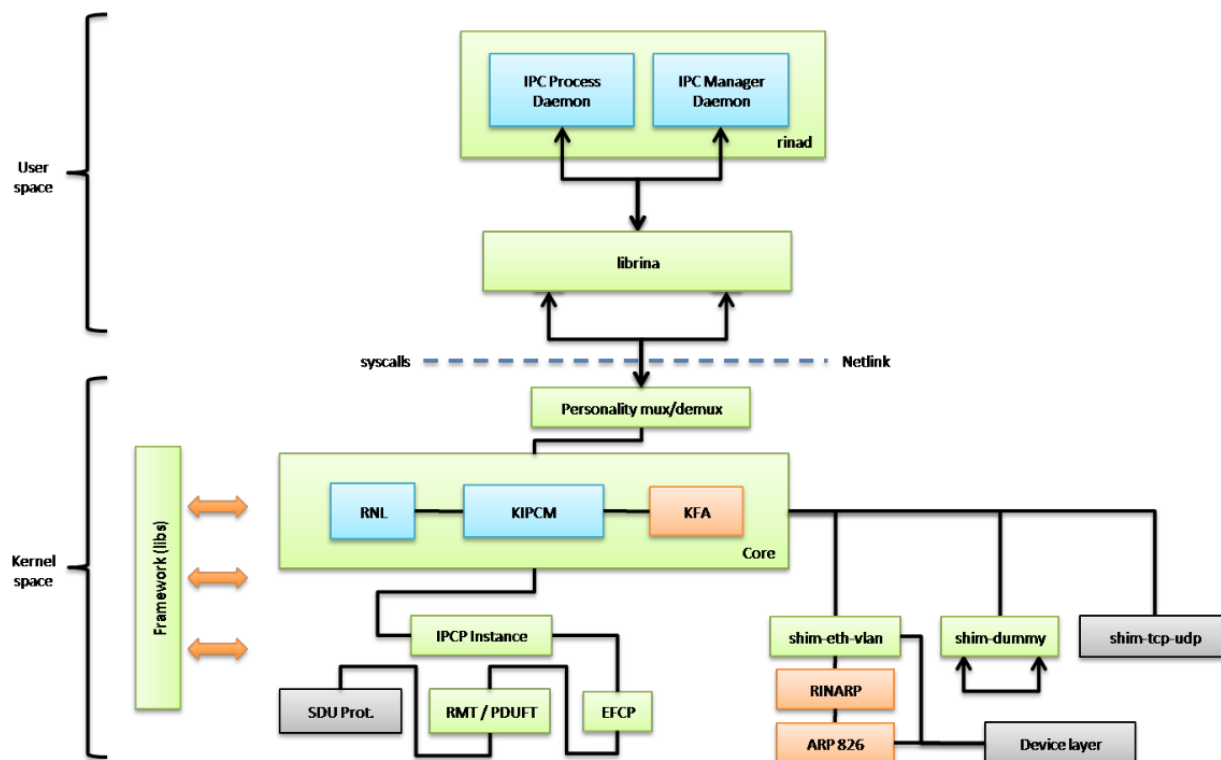 IPC Process
Daemon
IPC Manager
Daemon
rinad
User
space
librina
syscalls
Netlink
Personality mux/demux
RNL
KIPCM
KFA
Core
Framework (libs)
Kernel
space
IPCP Instance
shim-eth-vlan
shim-dummy
shim-tcp-udp
SDU Prot.
RMT / PDUFT
EFCP
RINARP
ARP 826
Device layer